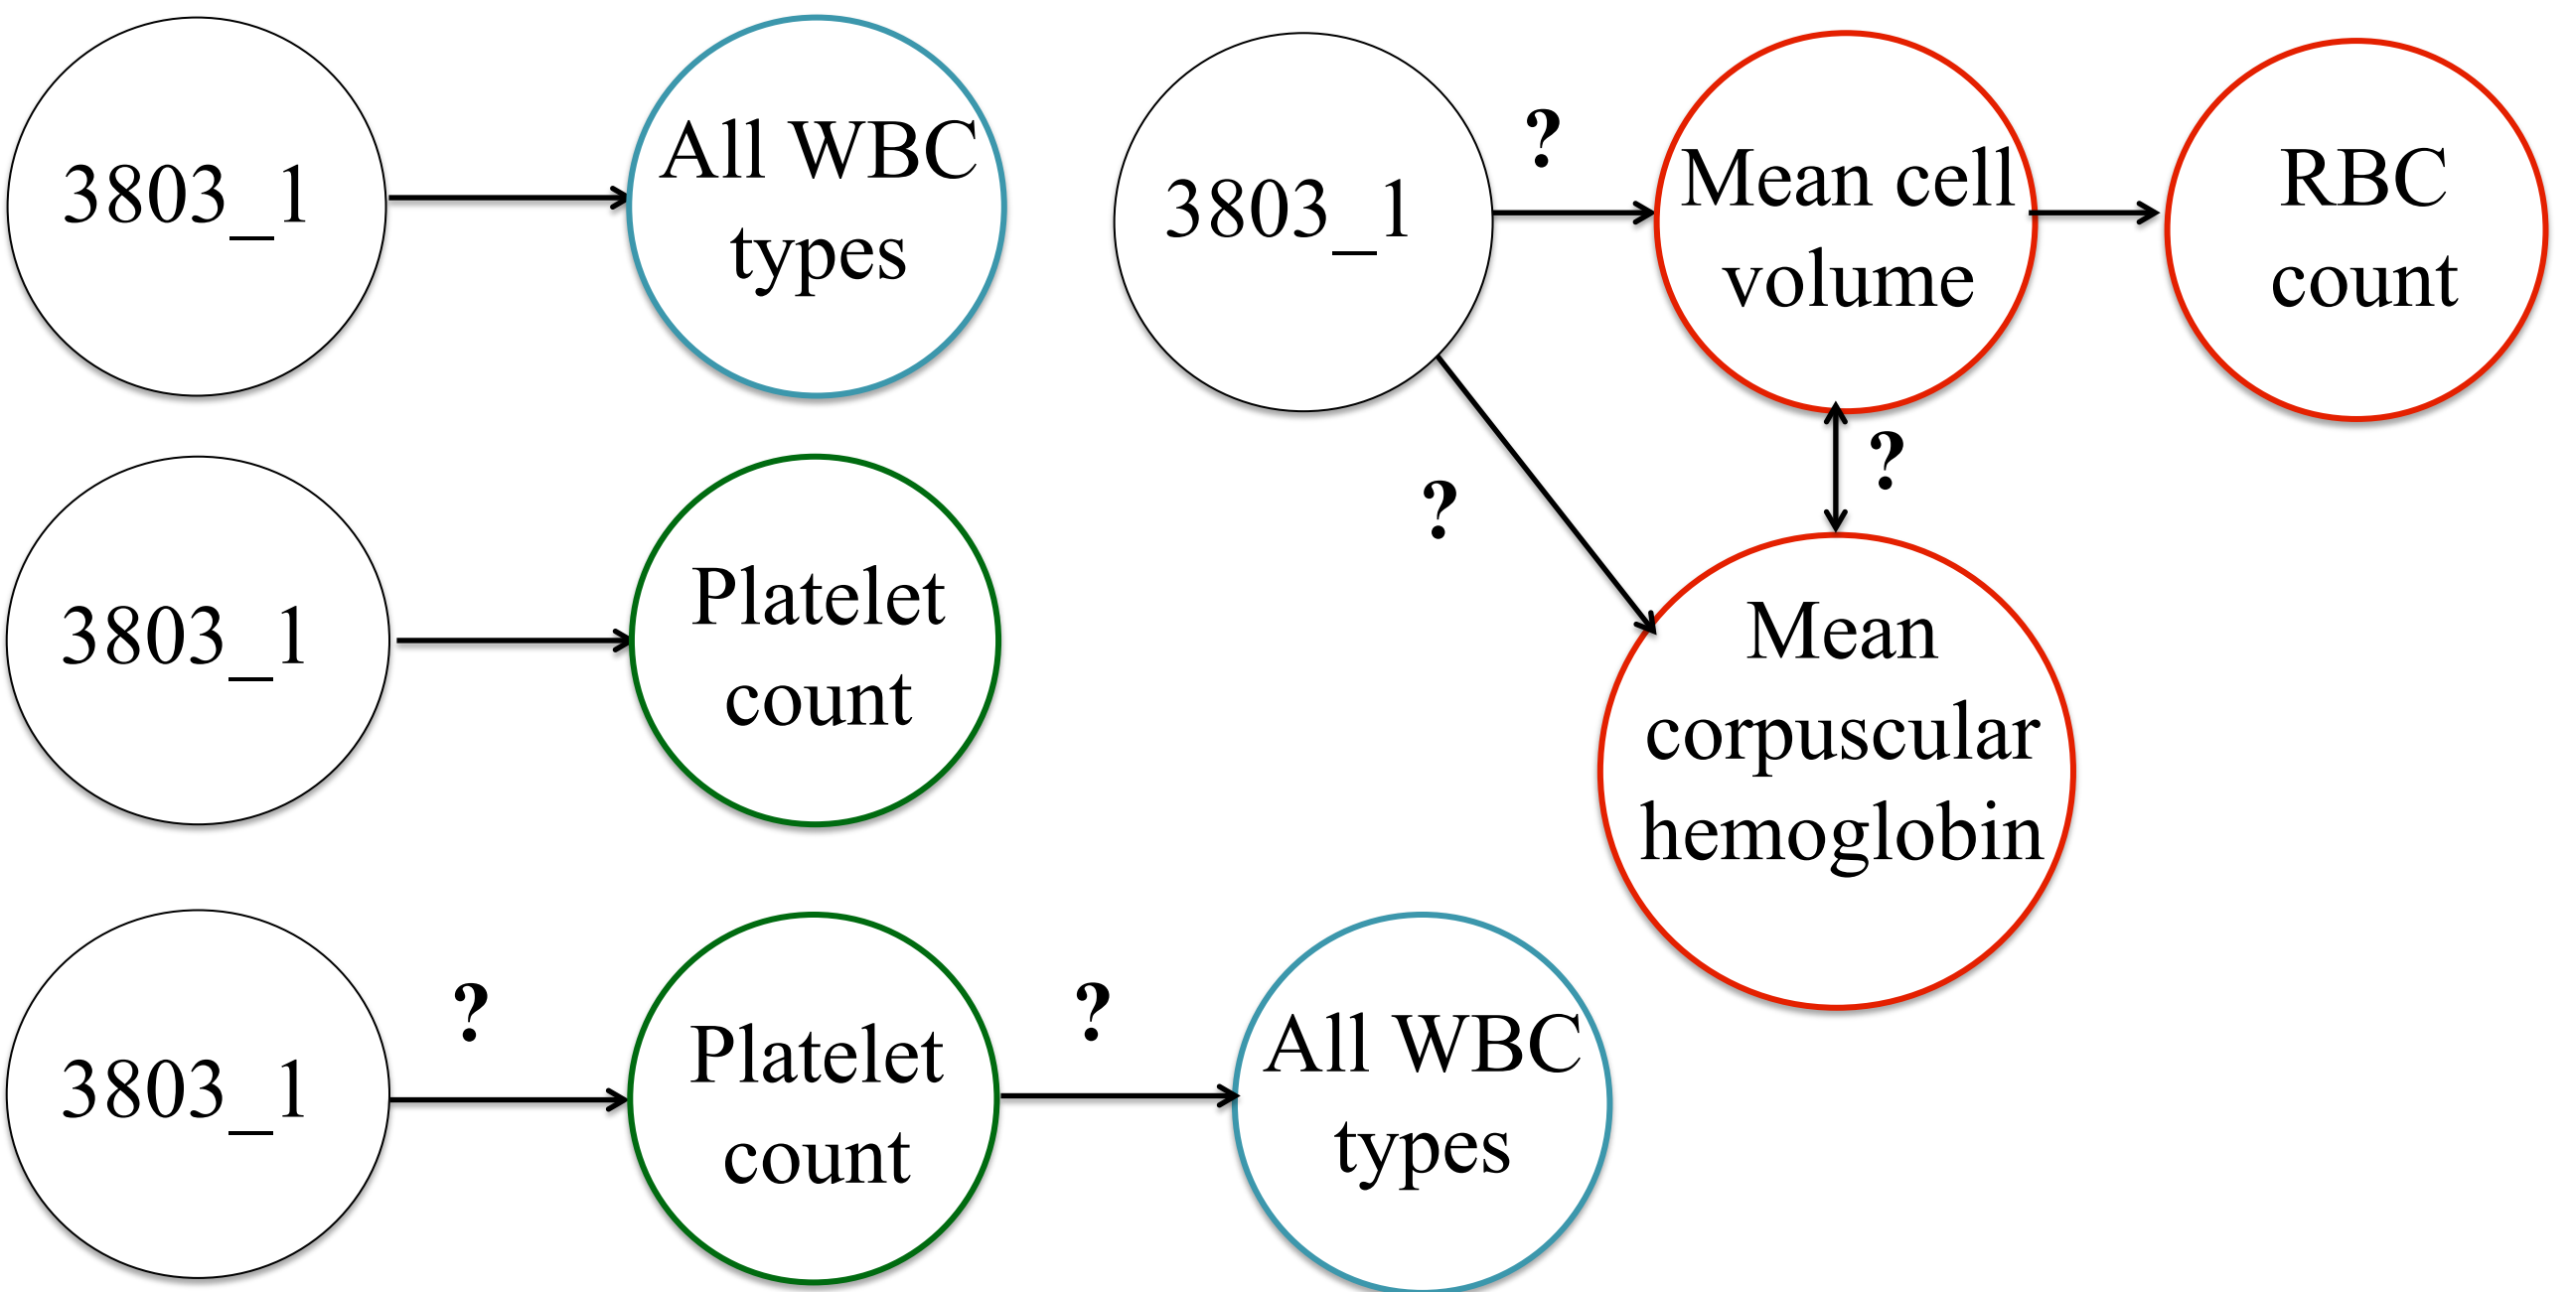 3803_1
All WBC
types
3803_1
?
Mean cell
volume
RBC
count
?
?
3803_1
Platelet
count
Mean
corpuscular
hemoglobin
3803_1
?
Platelet
count
?
All WBC
types